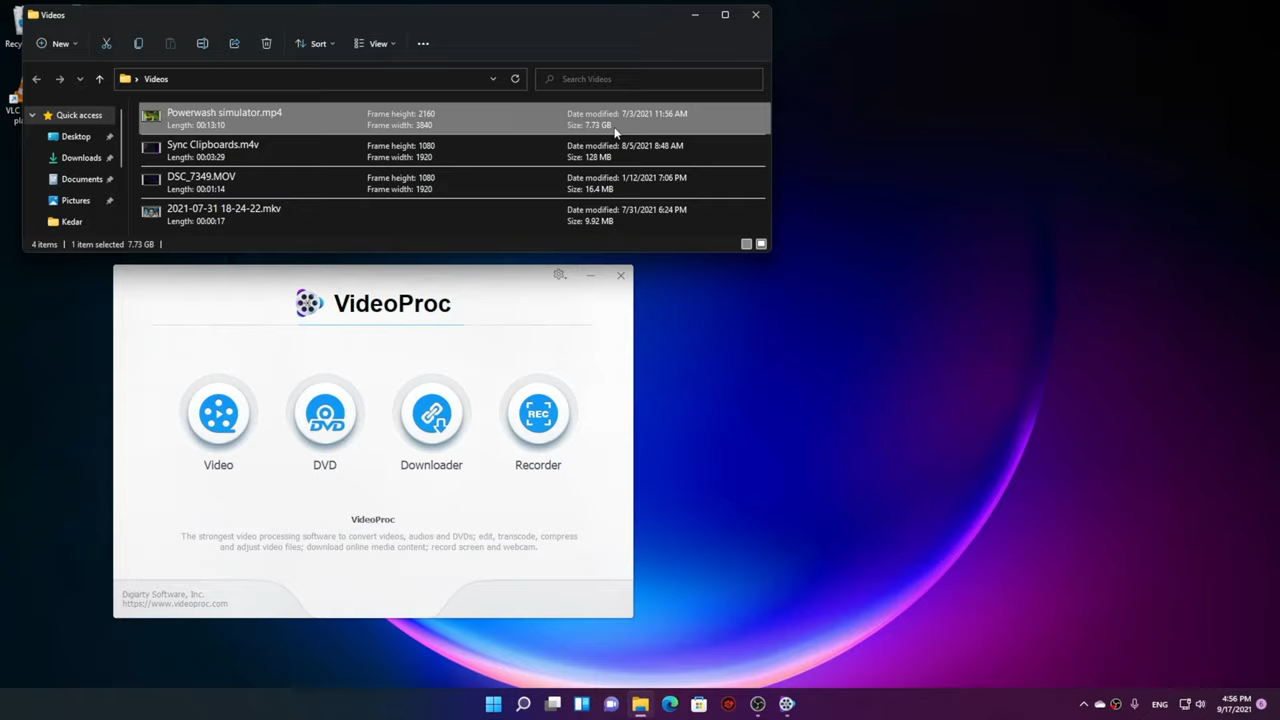 Videos
New
Sort
View
Videos
Search Videos
Quick access
Desktop
Downloads
Documents
Pictures
Kedar
Powerwash simulator.mp4
Length: 00:13:10
Frame height: 2160
Frame width: 3840
Date modified: 7/3/2021 11:56 AM
Size: 7.73 GB
Sync Clipboards.m4v
Length: 00:03:29
Frame height: 1080
Frame width: 1920
Date modified: 8/5/2021 8:48 AM
Size: 128 MB
DSC_7349.MOV
Length: 00:01:14
Frame height: 1080
Frame width: 1920
Date modified: 1/12/2021 7:06 PM
Size: 16.4 MB
2021-07-31 18-24-22.mkv
Length: 00:00:17
Date modified: 7/31/2021 6:24 PM
Size: 9.92 MB
4 items
1 item selected 7.73 GB
VideoProc
DVD
REC
Video
DVD
Downloader
Recorder
VideoProc
The strongest video processing software to convert videos, audios and DVDs; edit, transcode, compress
and adjust video files; download online media content; record screen and webcam.
Digiarty Software, Inc.
https://www.videoproc.com
ENG
4:56 PM
9/17/2021
6